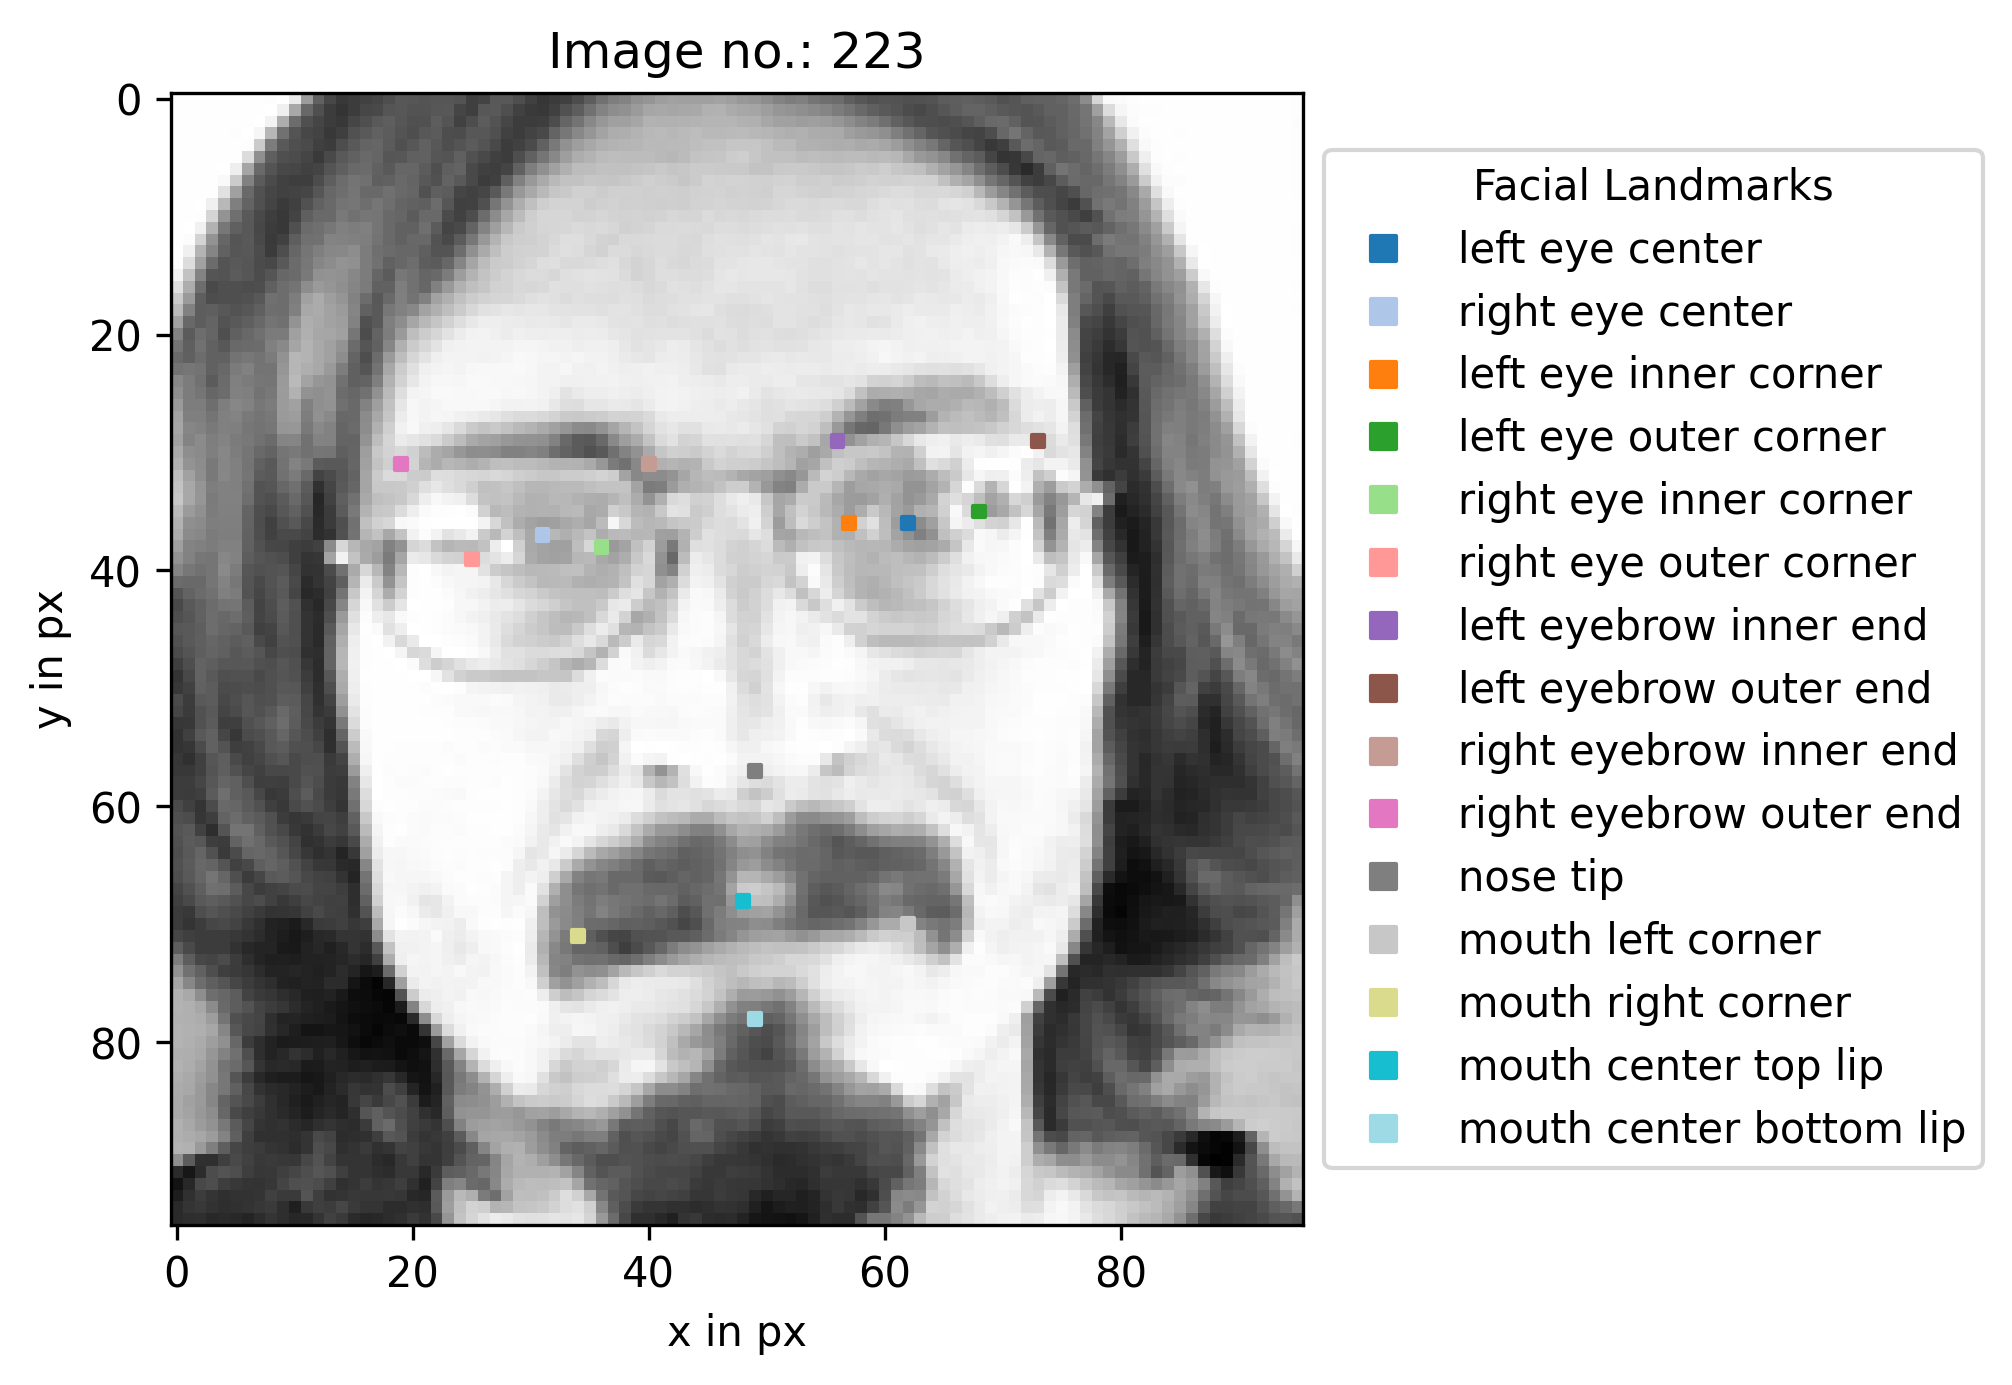 Image no.: 223
0
20
40
60
80
y in px
0 20 40 60 80
x in px
Facial Landmarks
left eye center
right eye center
left eye inner corner
left eye outer corner
right eye inner corner
right eye outer corner
left eyebrow inner end
left eyebrow outer end
right eyebrow inner end
right eyebrow outer end
nose tip
mouth left corner
mouth right corner
mouth center top lip
mouth center bottom lip